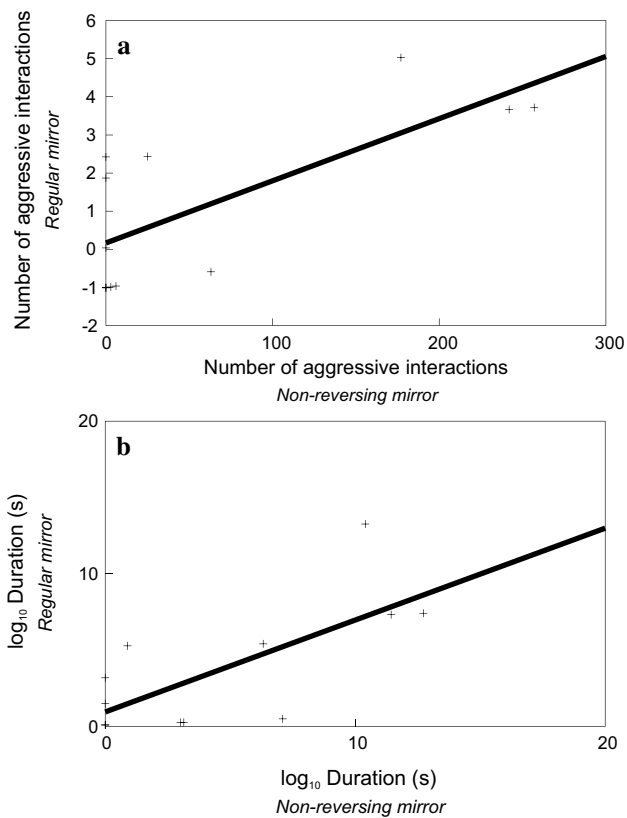 a
6
5
4
3
2
1
0
-1
-2
Number of aggressive interactions
Regular mirror
0 100 200 300
Number of aggressive interactions
Non-reversing mirror
b
20
10
0
log₁₀ Duration (s)
Regular mirror
0 10 20
log₁₀ Duration (s)
Non-reversing mirror